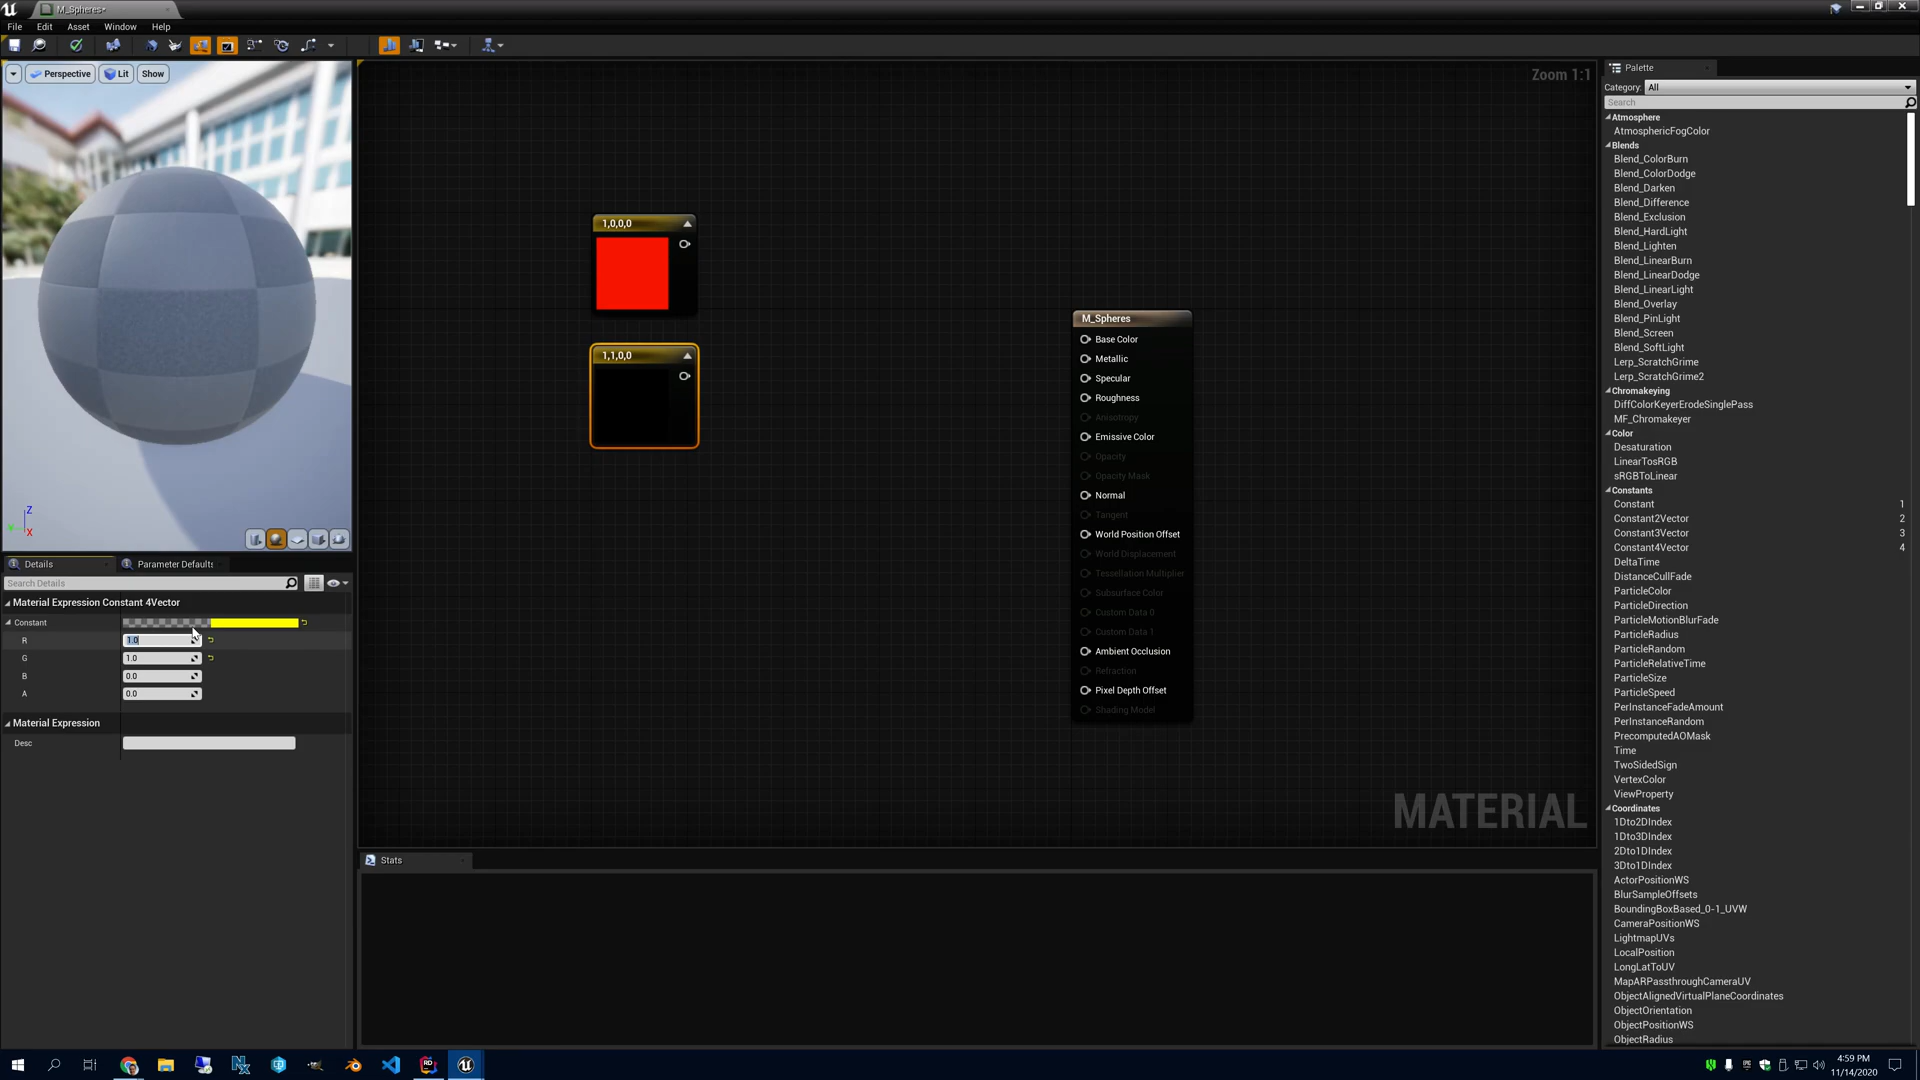 M_Spheres*
File Edit Asset Window Help
Perspective Lit Show
Zoom 1:1
1,0,0,0
1,1,0,0
M_Spheres
Base Color
Metallic
Specular
Roughness
Anisotropy
Emissive Color
Opacity
Opacity Mask
Normal
Tangent
World Position Offset
World Displacement
Tessellation Multiplier
Subsurface Color
Custom Data 0
Custom Data 1
Ambient Occlusion
Refraction
Pixel Depth Offset
Shading Model
MATERIAL
Z
X
Details Parameter Defaults
Search Details
Material Expression Constant 4Vector
Constant
R 1.0
G 1.0
B 0.0
A 0.0
Material Expression
Desc
Stats
Palette
Category: All
Search
Atmosphere
AtmosphericFogColor
Blends
Blend_ColorBurn
Blend_ColorDodge
Blend_Darken
Blend_Difference
Blend_Exclusion
Blend_HardLight
Blend_Lighten
Blend_LinearBurn
Blend_LinearDodge
Blend_LinearLight
Blend_Overlay
Blend_PinLight
Blend_Screen
Blend_SoftLight
Lerp_ScratchGrime
Lerp_ScratchGrime2
Chromakeying
DiffColorKeyerErodeSinglePass
MF_Chromakeyer
Color
Desaturation
LinearTosRGB
sRGBToLinear
Constants
Constant 1
Constant2Vector 2
Constant3Vector 3
Constant4Vector 4
DeltaTime
DistanceCullFade
ParticleColor
ParticleDirection
ParticleMotionBlurFade
ParticleRadius
ParticleRandom
ParticleRelativeTime
ParticleSize
ParticleSpeed
PerInstanceFadeAmount
PerInstanceRandom
PrecomputedAOMask
Time
TwoSidedSign
VertexColor
ViewProperty
Coordinates
1Dto2DIndex
1Dto3DIndex
2Dto1DIndex
3Dto1DIndex
ActorPositionWS
BlurSampleOffsets
BoundingBoxBased_0-1_UVW
CameraPositionWS
LightmapUVs
LocalPosition
LongLatToUV
MapARPassthroughCameraUV
ObjectAlignedVirtualPlaneCoordinates
ObjectOrientation
ObjectPositionWS
ObjectRadius
4:59 PM
11/14/2020